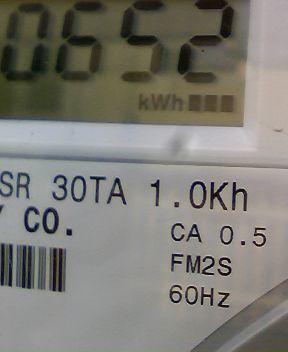 0652
kWh
SR 30TA 1.0Kh
Y CO.
CA 0.5
FM2S
60Hz